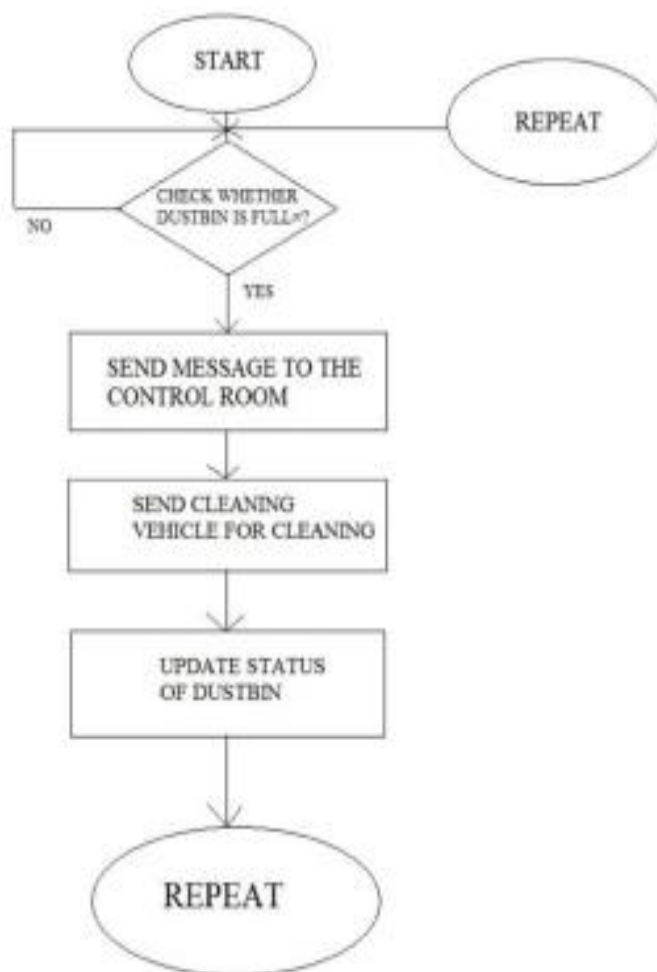 START
REPEAT
CHECK WHETHER
DUSTBIN IS FULL?
NO
YES
SEND MESSAGE TO THE
CONTROL ROOM
SEND CLEANING
VEHICLE FOR CLEANING
UPDATE STATUS
OF DUSTBIN
REPEAT